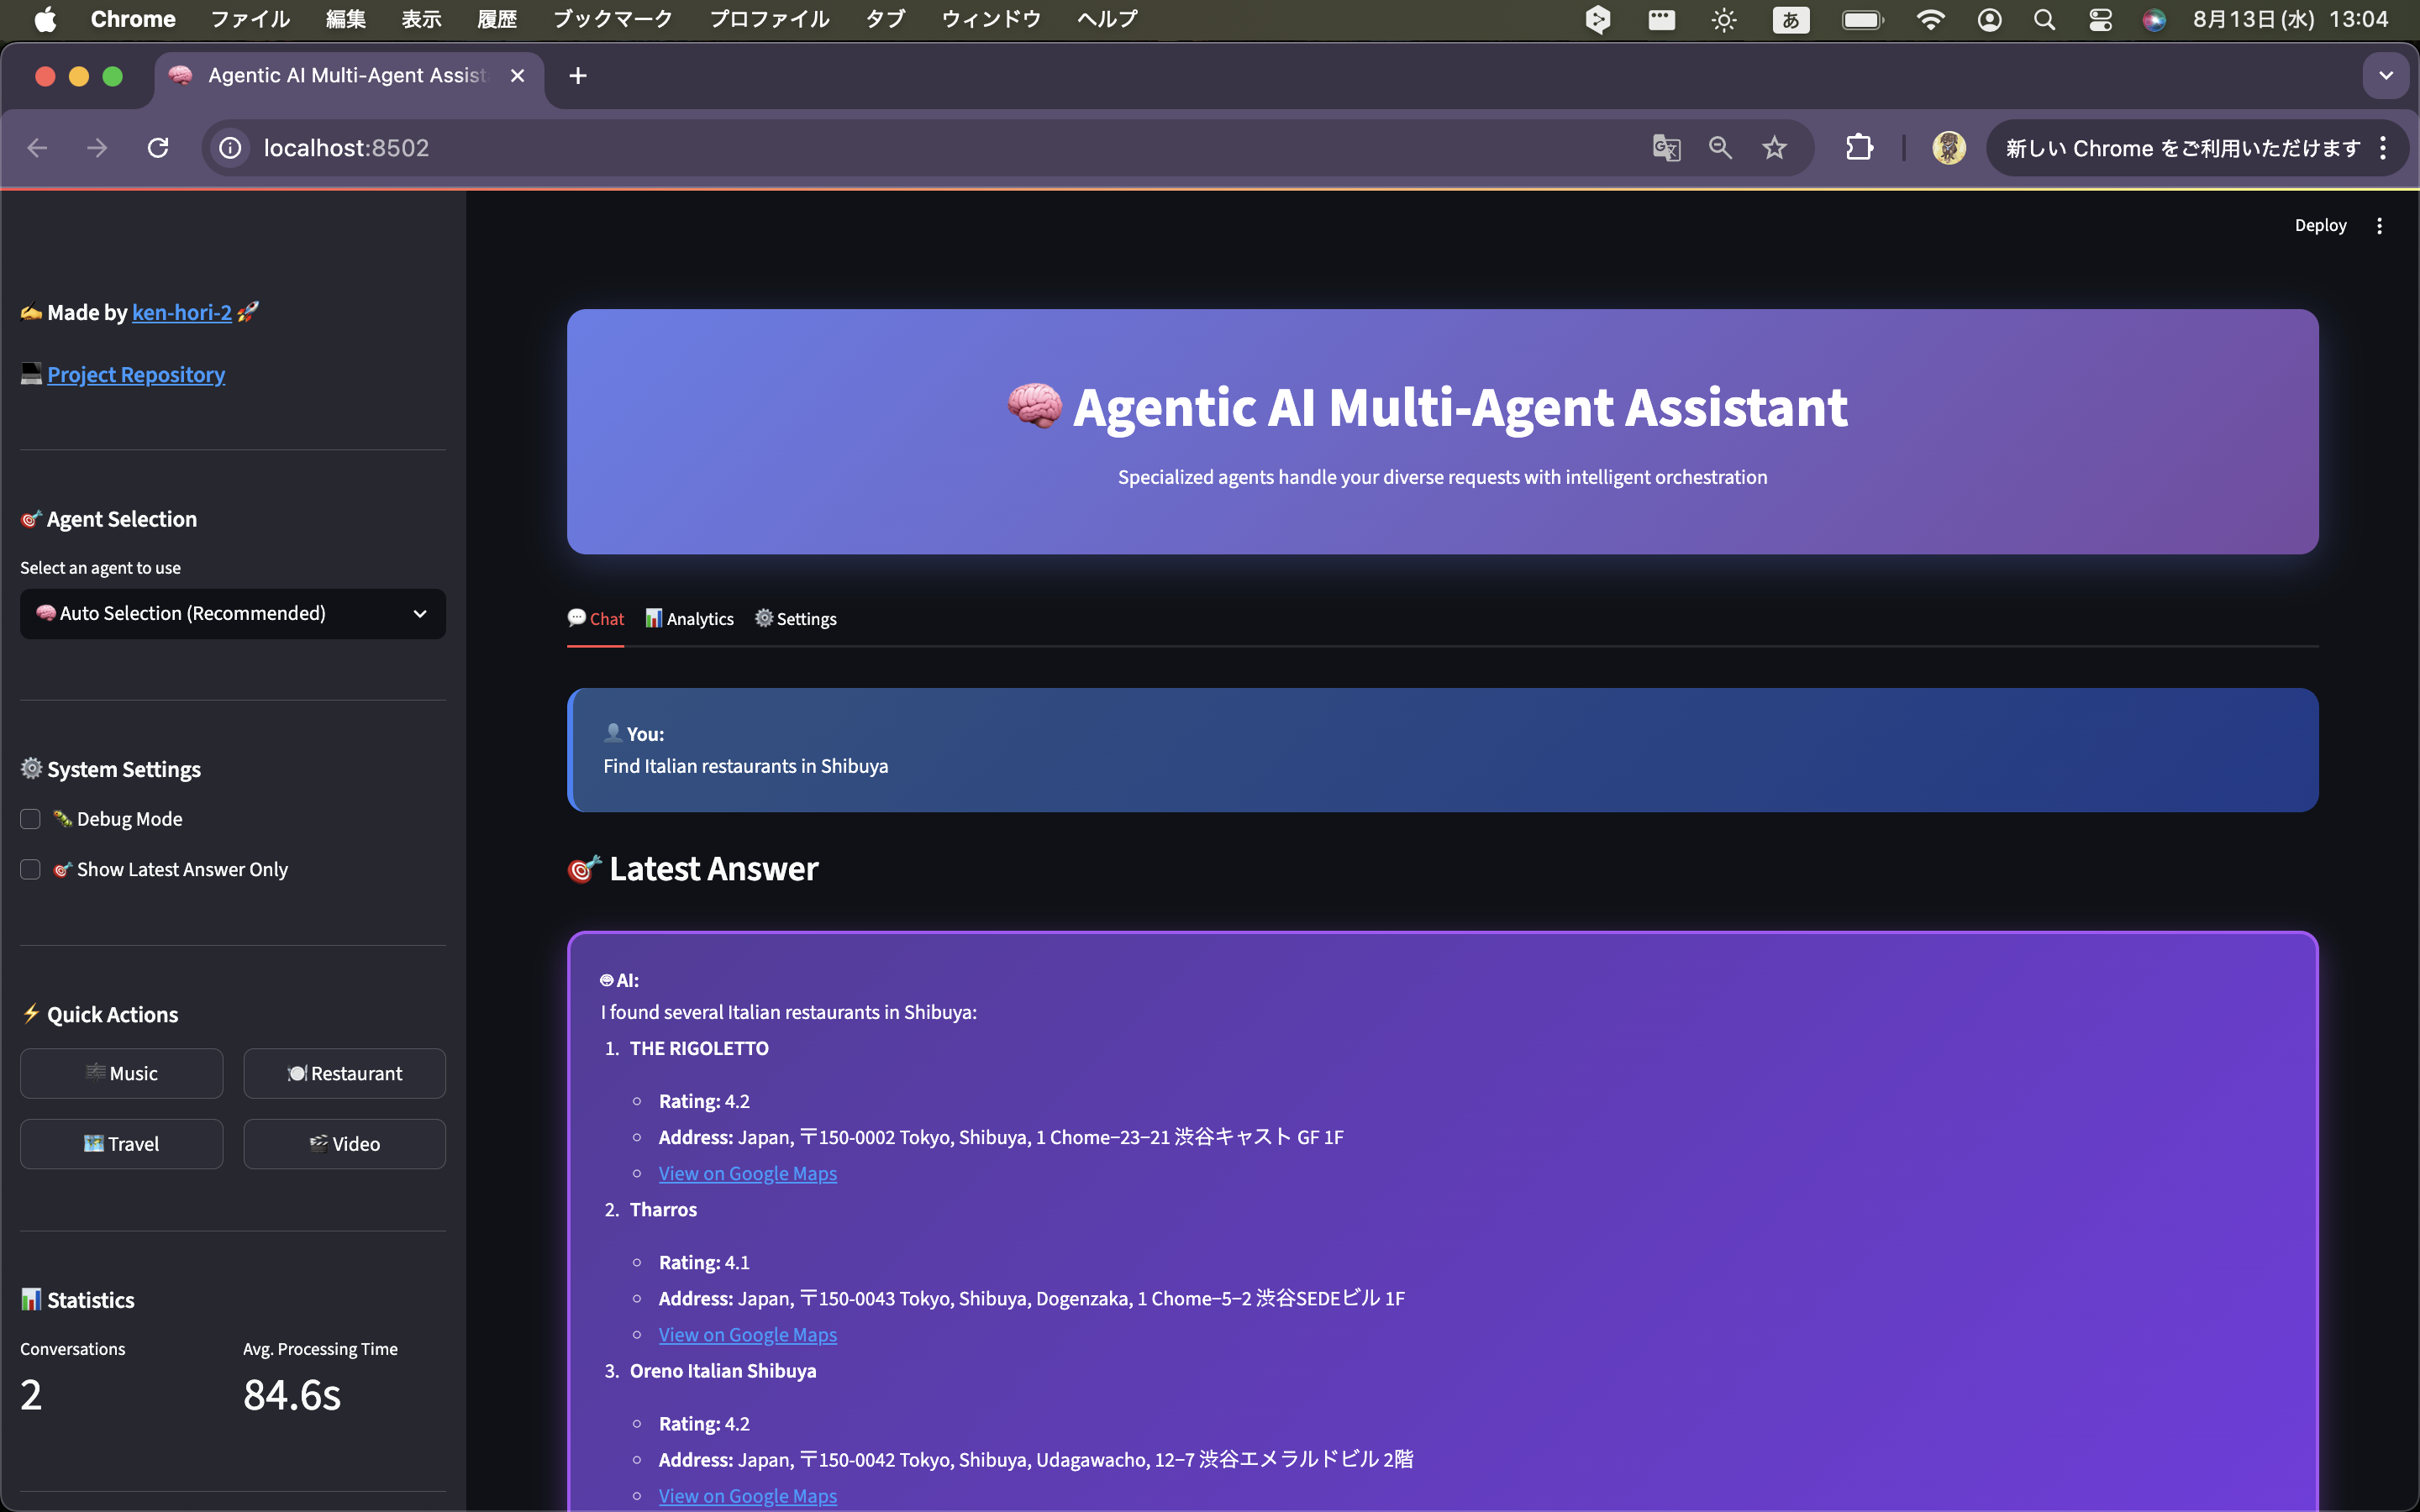 Chrome ファイル 編集 表示 履歴 ブックマーク プロファイル タブ ウィンドウ ヘルプ あ 8月13日(水) 13:04
Agentic AI Multi-Agent Assist
localhost:8502
新しい Chrome をご利用いただけます
Deploy
Made by ken-hori-2
Project Repository
Agent Selection
Select an agent to use
Auto Selection (Recommended)
System Settings
Debug Mode
Show Latest Answer Only
Quick Actions
Music
Restaurant
Travel
Video
Statistics
Conversations
2
Avg. Processing Time
84.6s
Agentic AI Multi-Agent Assistant
Specialized agents handle your diverse requests with intelligent orchestration
Chat
Analytics
Settings
You:
Find Italian restaurants in Shibuya
Latest Answer
AI:
I found several Italian restaurants in Shibuya:
1. THE RIGOLETTO
Rating: 4.2
Address: Japan, 〒150-0002 Tokyo, Shibuya, 1 Chome−23−21 渋谷キャスト GF 1F
View on Google Maps
2. Tharros
Rating: 4.1
Address: Japan, 〒150-0043 Tokyo, Shibuya, Dogenzaka, 1 Chome−5−2 渋谷SEDEビル 1F
View on Google Maps
3. Oreno Italian Shibuya
Rating: 4.2
Address: Japan, 〒150-0042 Tokyo, Shibuya, Udagawacho, 12−7 渋谷エメラルドビル 2階
View on Google Maps